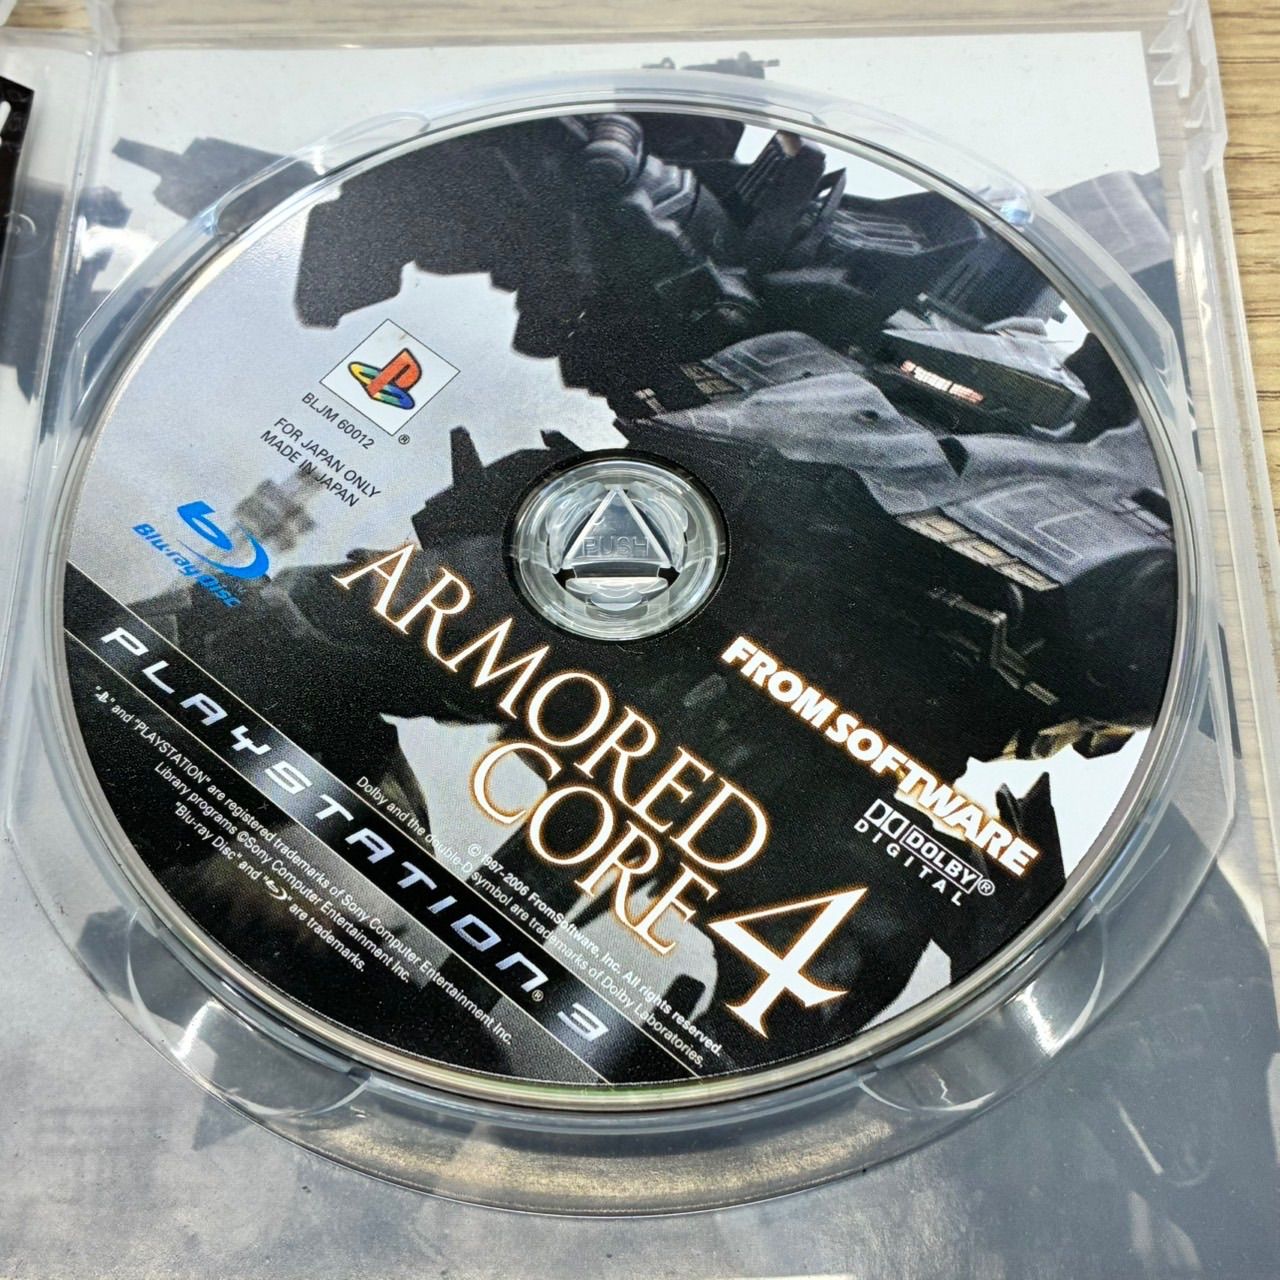 BLJM 60012
FOR JAPAN ONLY
MADE IN JAPAN
Blu-ray Disc
PUSH
ARMORED
CORE
4
FROMSOFTWARE
DOLBY
DIGITAL
PLAYSTATION® 3
© 1997-2006 FromSoftware, Inc. All rights reserved.
Dolby and the double-D symbol are trademarks of Dolby Laboratories.
" " and "PLAYSTATION" are registered trademarks of Sony Computer Entertainment Inc.
Library programs ©Sony Computer Entertainment Inc.
"Blu-ray Disc" and " " are trademarks.